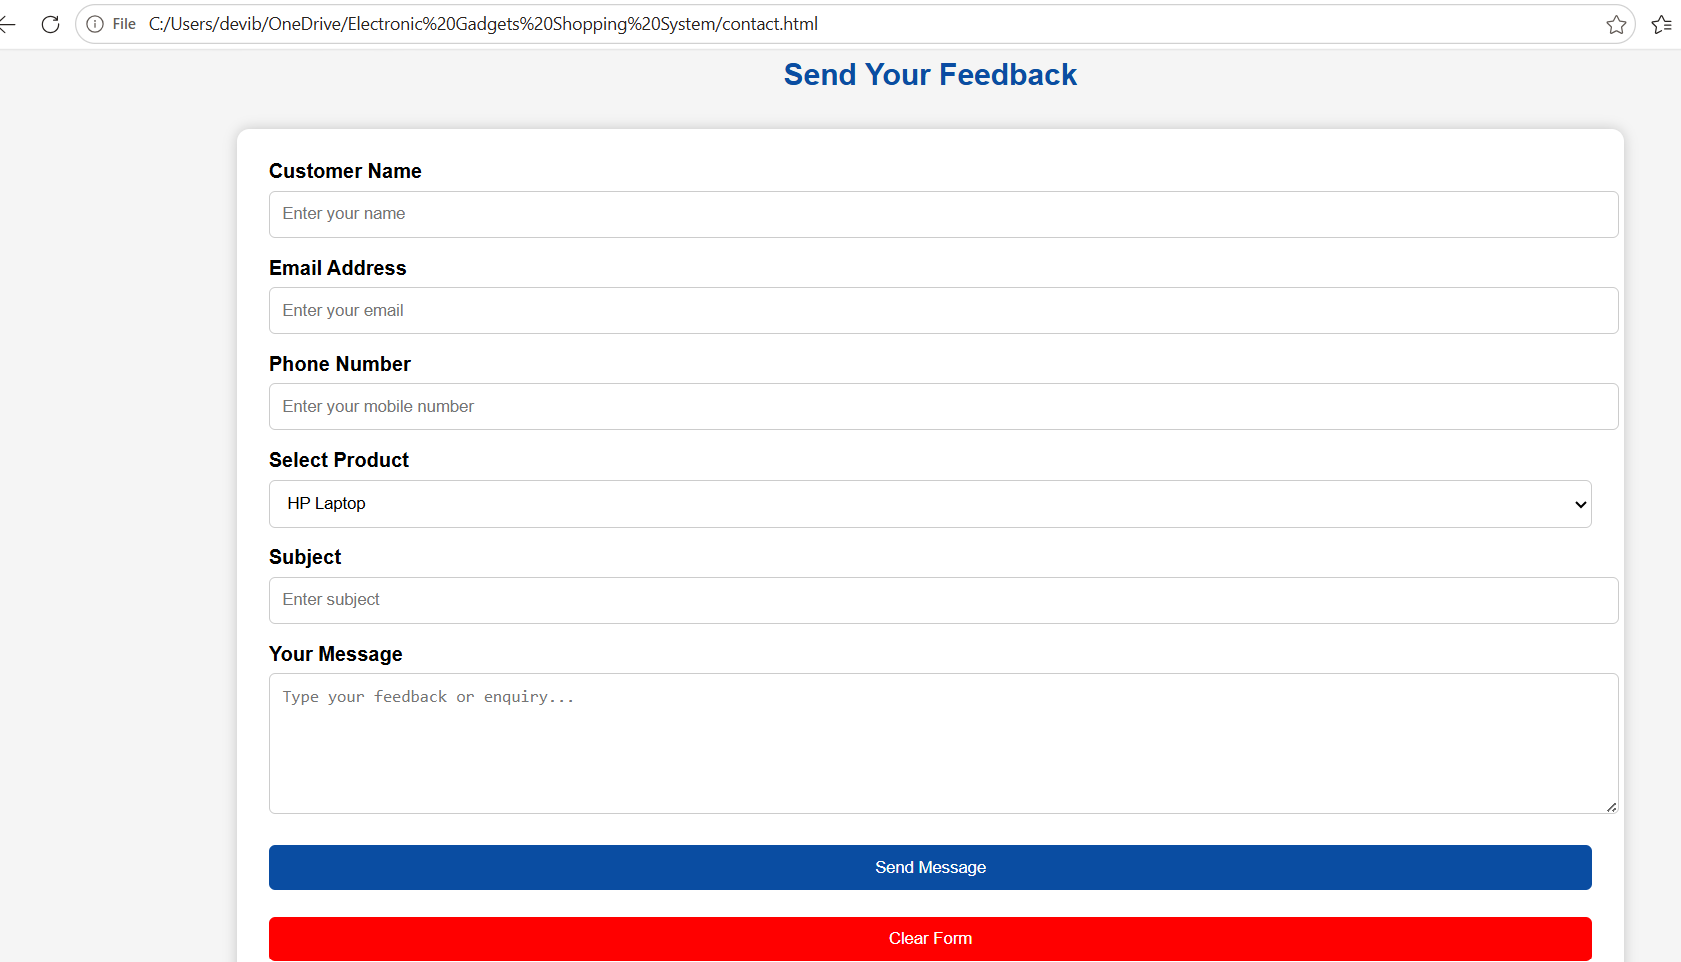 File C:/Users/devib/OneDrive/Electronic%20Gadgets%20Shopping%20System/contact.html
Send Your Feedback
Customer Name
Enter your name
Email Address
Enter your email
Phone Number
Enter your mobile number
Select Product
HP Laptop
Subject
Enter subject
Your Message
Type your feedback or enquiry...
Send Message
Clear Form